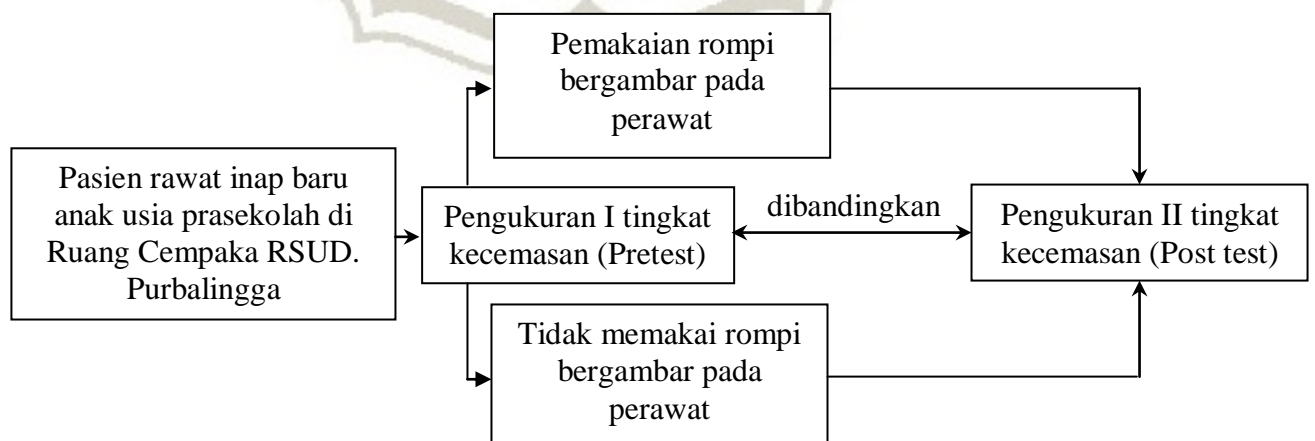 Pemakaian rompi
bergambar pada
perawat
Pasien rawat inap baru
anak usia prasekolah di
Ruang Cempaka RSUD.
Purbalingga
Pengukuran I tingkat
kecemasan (Pretest)
dibandingkan
Pengukuran II tingkat
kecemasan (Post test)
Tidak memakai rompi
bergambar pada
perawat